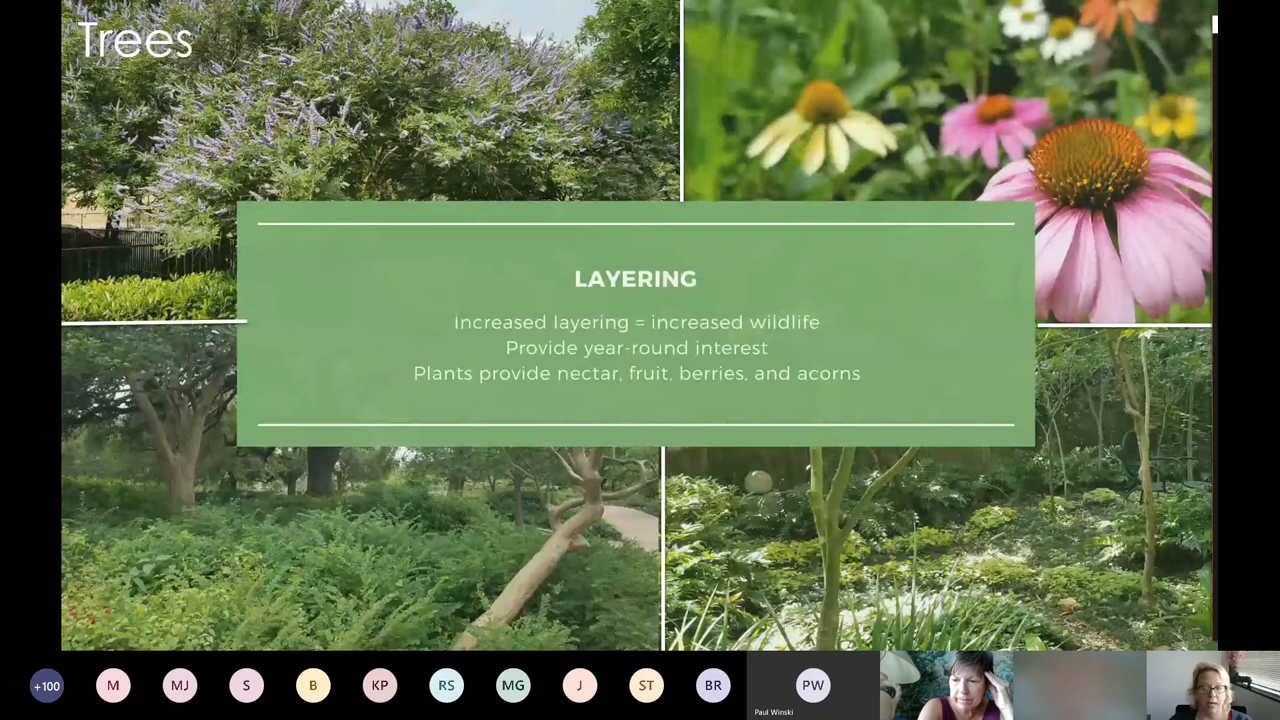 Trees
LAYERING
Increased layering = increased wildlife
Provide year-round interest
Plants provide nectar, fruit, berries, and acorns
+100
M
MJ
S
B
KP
RS
MG
J
ST
BR
PW
Paul Winski